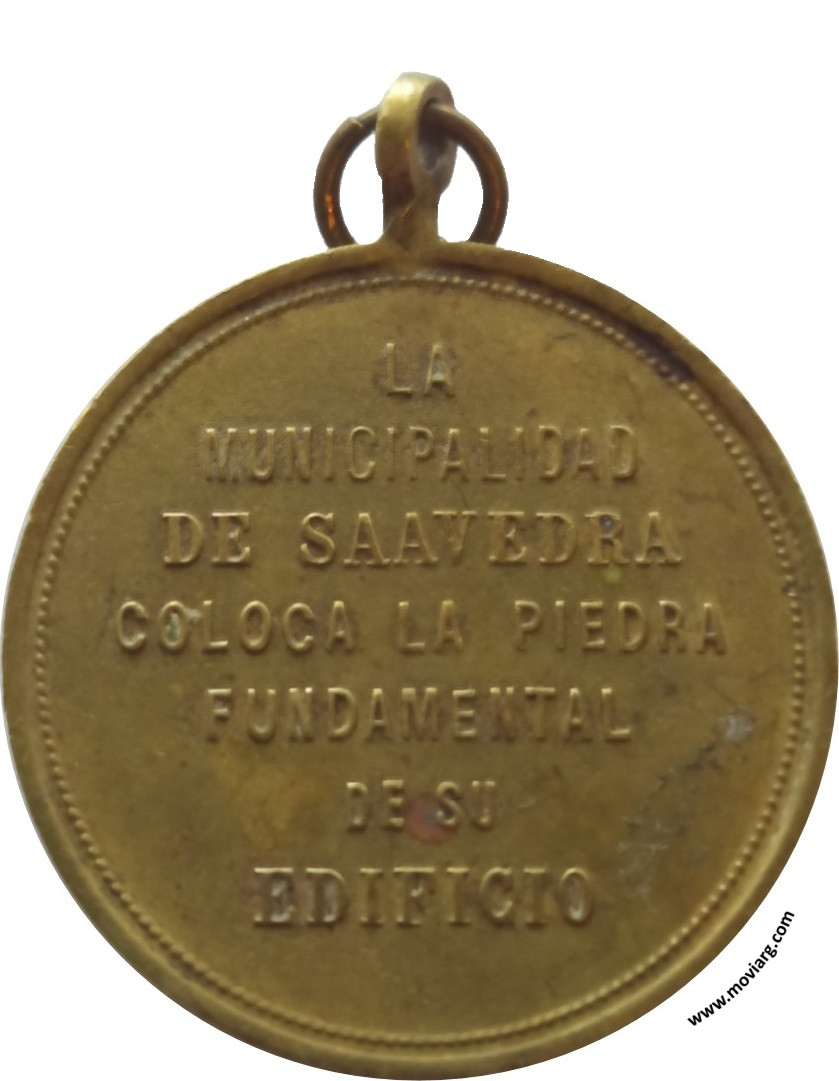 LA
MUNICIPALIDAD
DE SAAVEDRA
COLOCA LA PIEDRA
FUNDAMENTAL
DE SU
EDIFICIO
www.moviarg.com